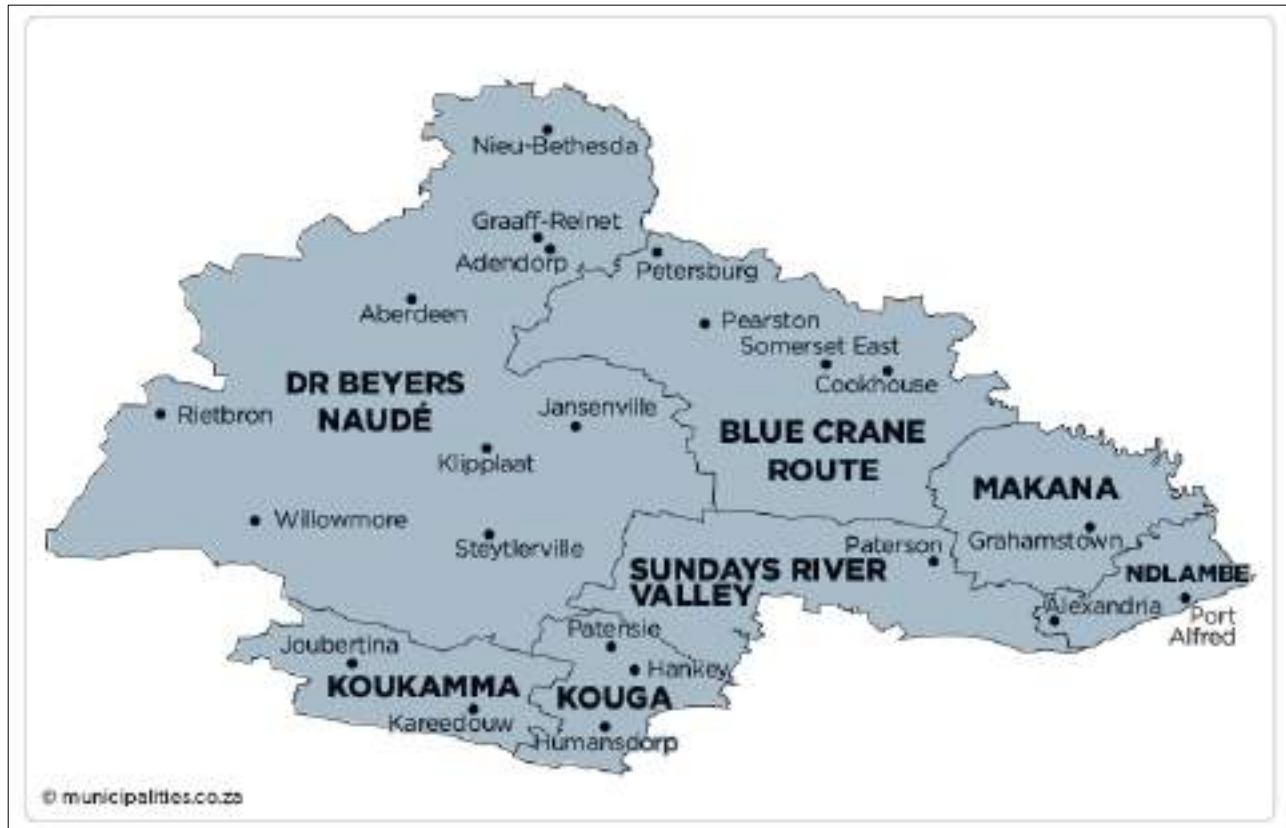 Nieu-Bethesda
Graaff-Reinet
Adendorp
Petersburg
Aberdeen
Pearston
Somerset East
Cookhouse
DR BEYERS
NAUDÉ
Rietbron
Jansenville
BLUE CRANE
ROUTE
Klipplaat
MAKANA
Willowmore
Steytlerville
Paterson
Grahamstown
SUNDAYS RIVER
VALLEY
NDLAMBE
Alexandria
Port
Alfred
Patensie
Joubertina
Hankey
KOUKAMMA
KOUGA
Kareedouw
Humansdorp
© municipalities.co.za